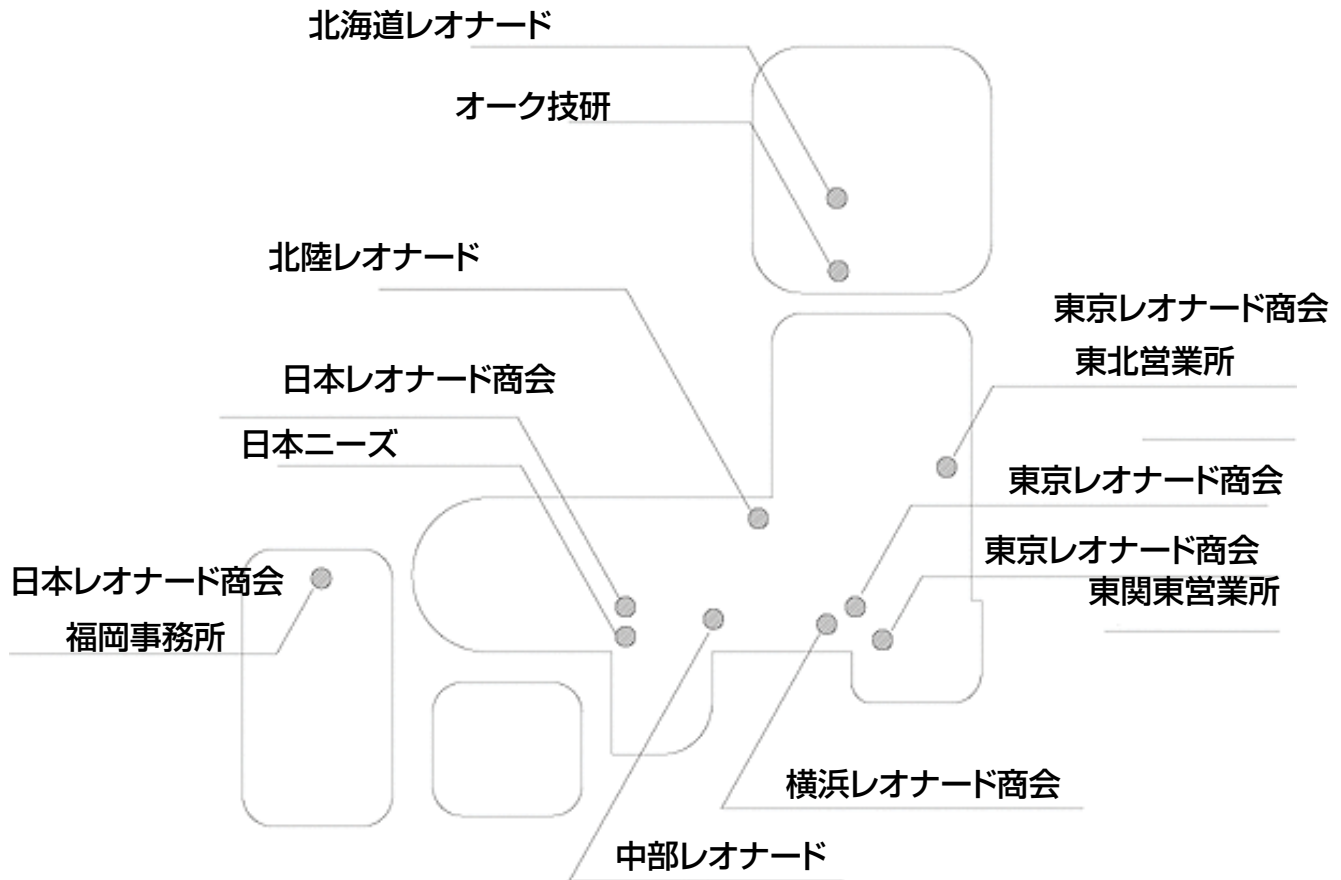 北海道レオナード
オーク技研
北陸レオナード
東京レオナード商会
東北営業所
日本レオナード商会
日本ニーズ
東京レオナード商会
東京レオナード商会
東関東営業所
日本レオナード商会
福岡事務所
横浜レオナード商会
中部レオナード